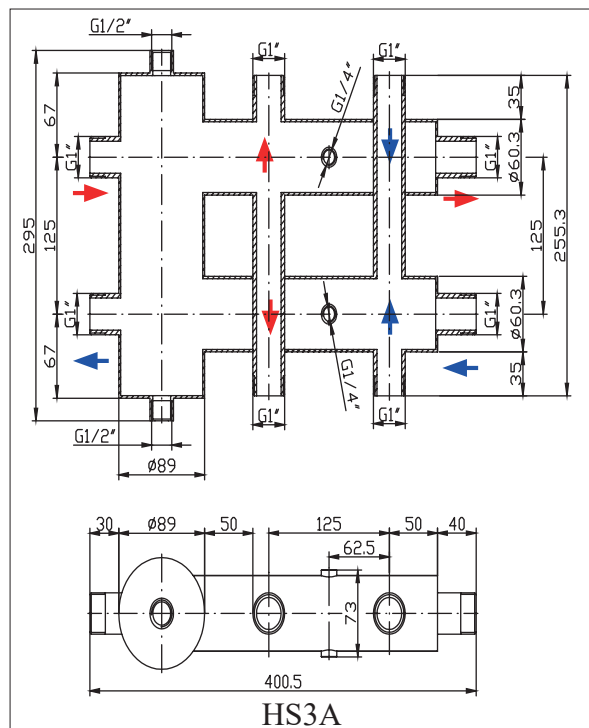 G1/2″
G1″
G1″
G1/4″
67
35
G1″
G1″
Ø60.3
295
125
125
255.3
G1″
G1″
Ø60.3
67
35
G1/4″
G1/2″
G1″
G1″
Ø89
30
Ø89
50
125
50
40
62.5
73
400.5
HS3A